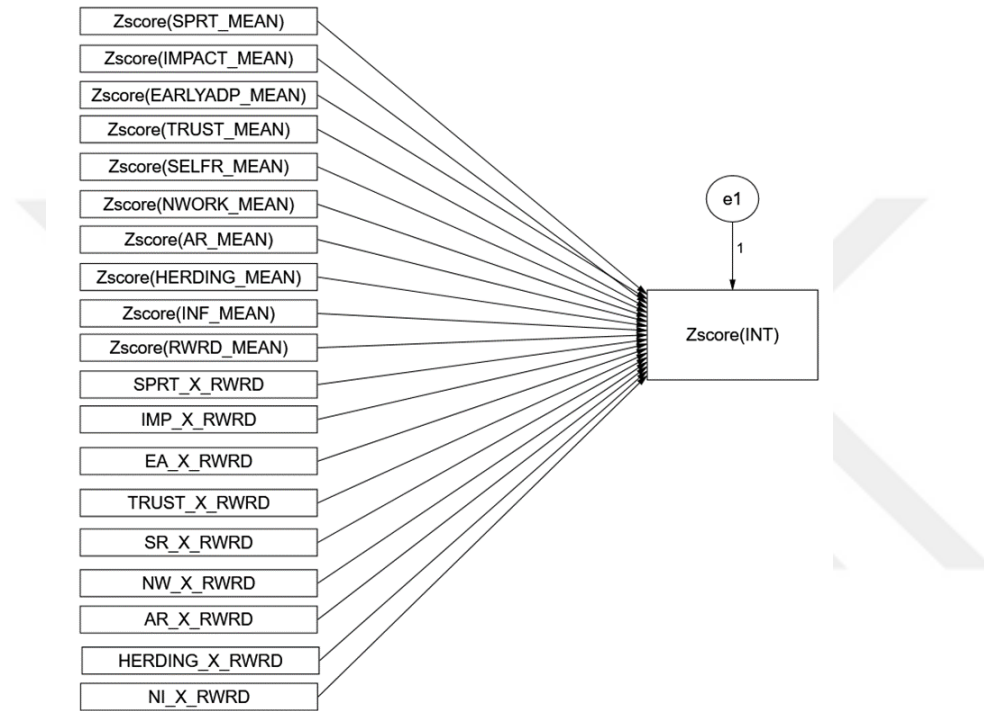 Zscore(SPRT_MEAN)
Zscore(IMPACT_MEAN)
Zscore(EARLYADP_MEAN)
Zscore(TRUST_MEAN)
Zscore(SELFR_MEAN)
Zscore(NWORK_MEAN)
Zscore(AR_MEAN)
Zscore(HERDING_MEAN)
Zscore(INF_MEAN)
Zscore(RWRD_MEAN)
SPRT_X_RWRD
IMP_X_RWRD
EA_X_RWRD
TRUST_X_RWRD
SR_X_RWRD
NW_X_RWRD
AR_X_RWRD
HERDING_X_RWRD
NI_X_RWRD
e1
1
Zscore(INT)